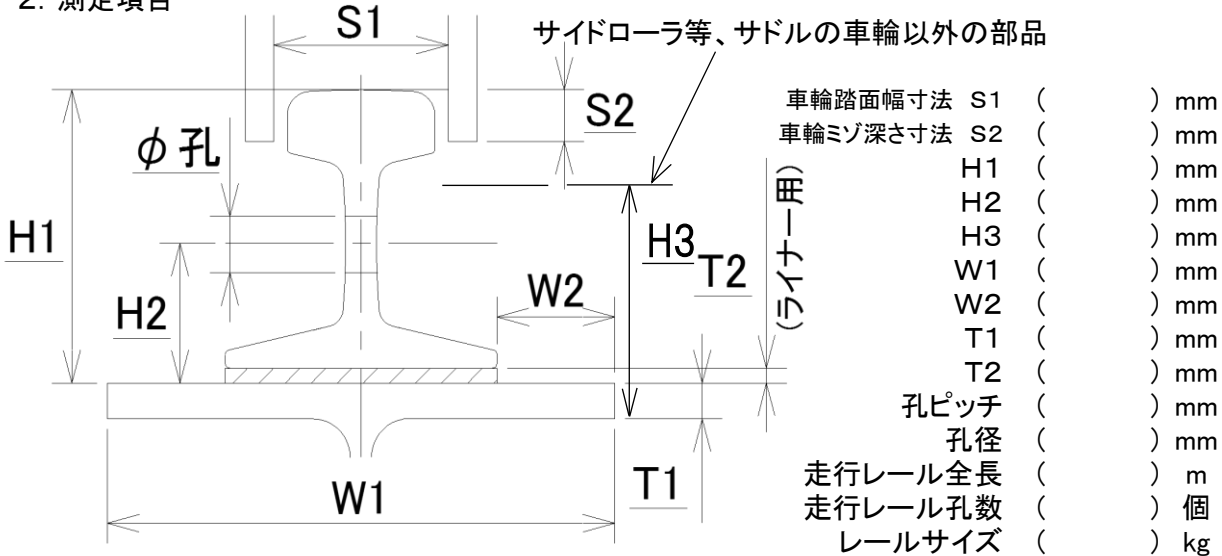 2. 測定項目
S1
サイドローラ等、サドルの車輪以外の部品
S2
φ孔
H1
H2
H3
T2
(ライナー用)
W2
W1
T1
車輪踏面幅寸法 S1 ( ) mm
車輪ミゾ深さ寸法 S2 ( ) mm
H1 ( ) mm
H2 ( ) mm
H3 ( ) mm
W1 ( ) mm
W2 ( ) mm
T1 ( ) mm
T2 ( ) mm
孔ピッチ ( ) mm
孔径 ( ) mm
走行レール全長 ( ) m
走行レール孔数 ( ) 個
レールサイズ ( ) kg